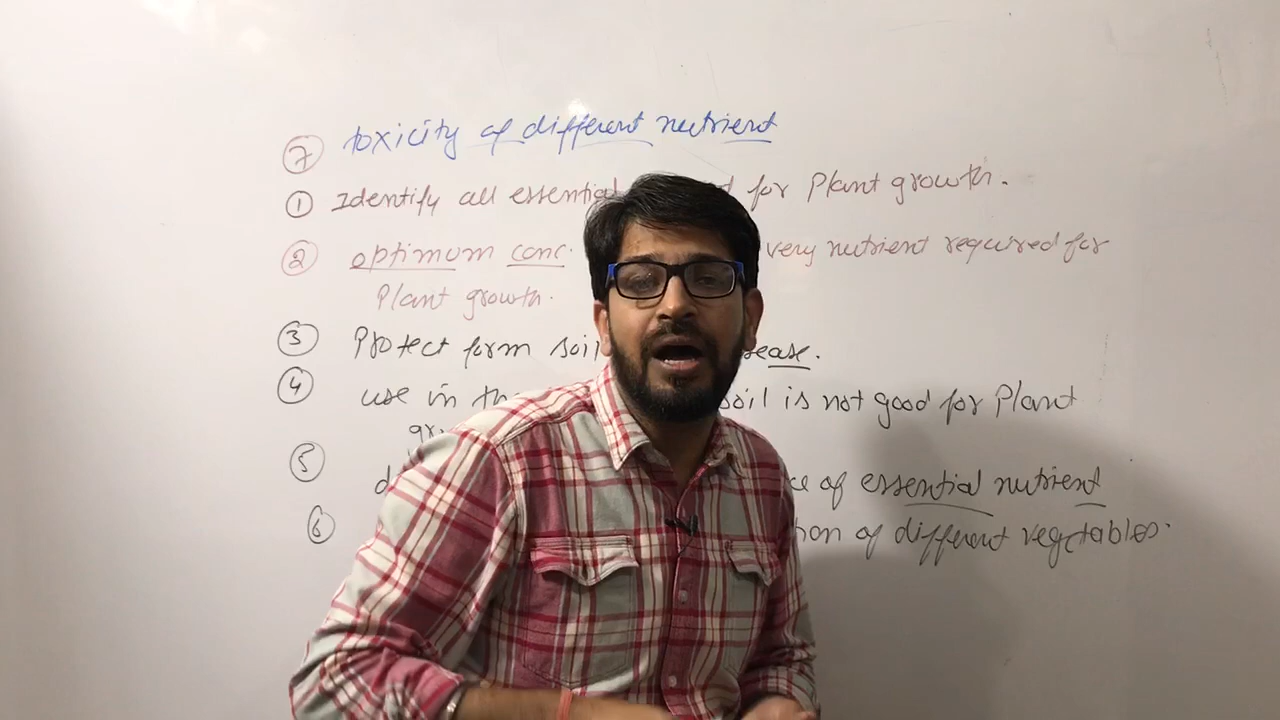 7 toxicity of different nutrient
1 Identify all essential for Plant growth.
2 optimum conc. very nutrient required for
Plant growth.
3 Protect form soil ease.
4 use in th soil is not good for Plant
gr
5 d ce of essential nutrient
6 tion of different vegetables.